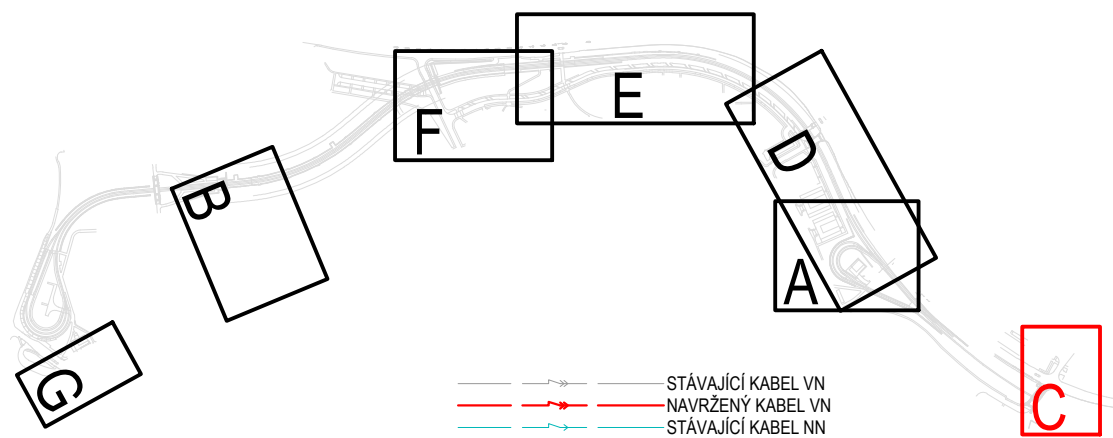 E
F
D
B
A
G
C
STÁVAJÍCÍ KABEL VN
NAVRŽENÝ KABEL VN
STÁVAJÍCÍ KABEL NN